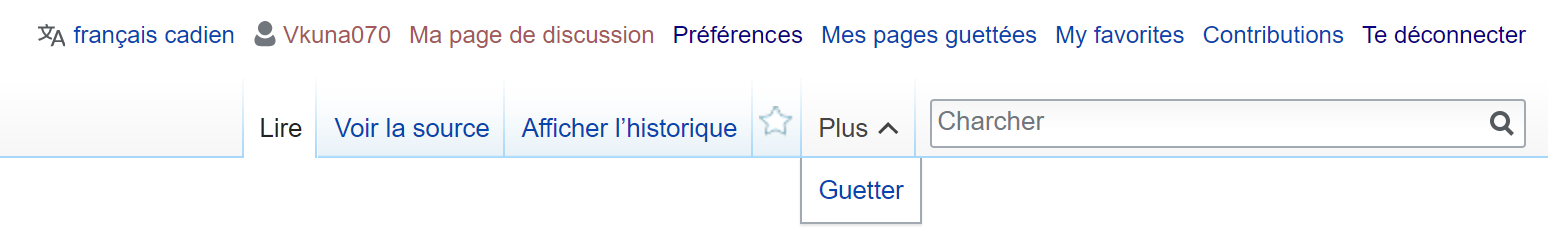 français cadien Vkuna070 Ma page de discussion Préférences Mes pages guettées My favorites Contributions Te déconnecter
Lire Voir la source Afficher l’historique Plus Charcher
Guetter